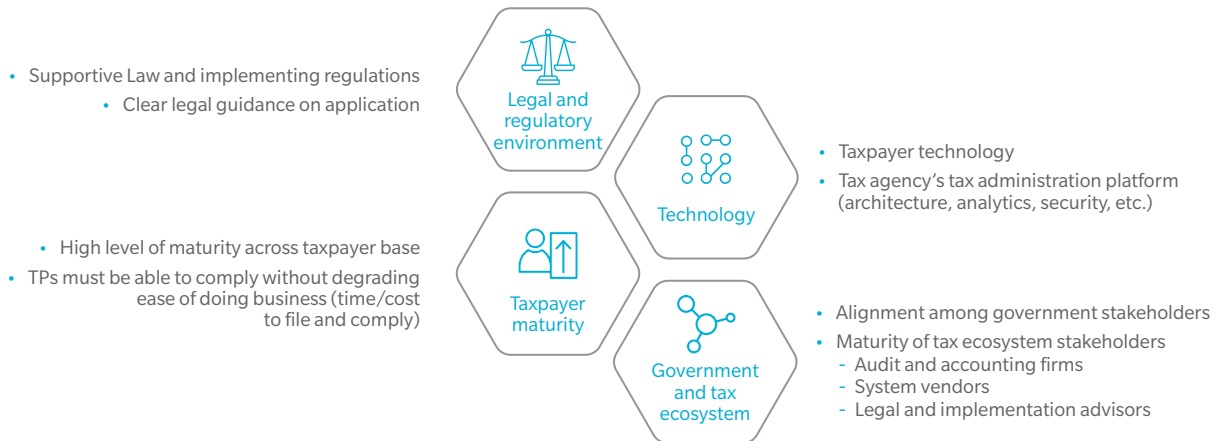 • Supportive Law and implementing regulations
• Clear legal guidance on application
Legal and
regulatory
environment
Technology
• Taxpayer technology
• Tax agency’s tax administration platform
(architecture, analytics, security, etc.)
• High level of maturity across taxpayer base
• TPs must be able to comply without degrading
ease of doing business (time/cost
to file and comply)
Taxpayer
maturity
Government
and tax
ecosystem
• Alignment among government stakeholders
• Maturity of tax ecosystem stakeholders
- Audit and accounting firms
- System vendors
- Legal and implementation advisors